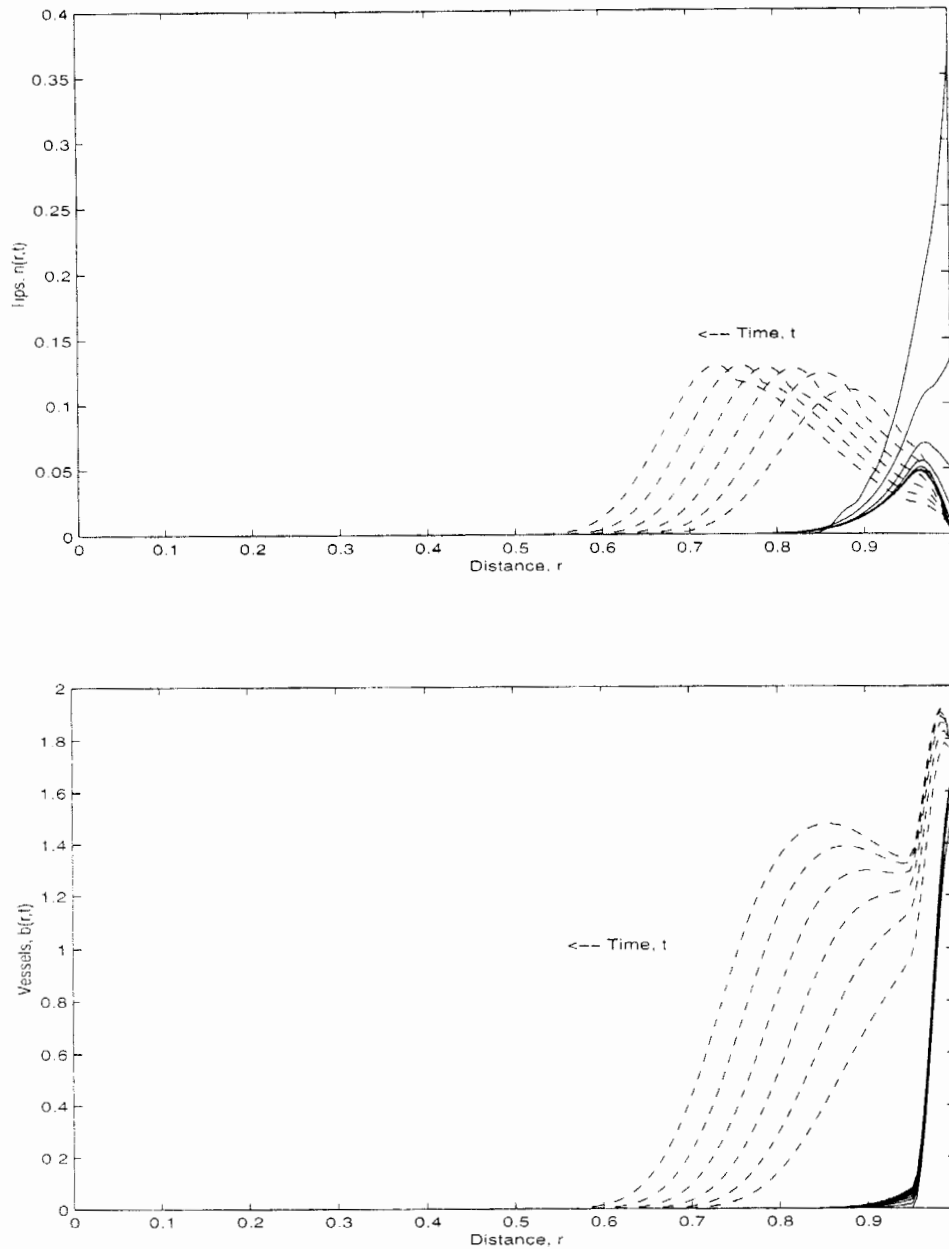 0.4
0.35
0.3
0.25
0.2
0.15
0.1
0.05
0
Tips, n(r,t)
<-- Time, t
0 0.1 0.2 0.3 0.4 0.5 0.6 0.7 0.8 0.9
Distance, r
2
1.8
1.6
1.4
1.2
1
0.8
0.6
0.4
0.2
0
Vessels, b(r,t)
<-- Time, t
0 0.1 0.2 0.3 0.4 0.5 0.6 0.7 0.8 0.9
Distance, r